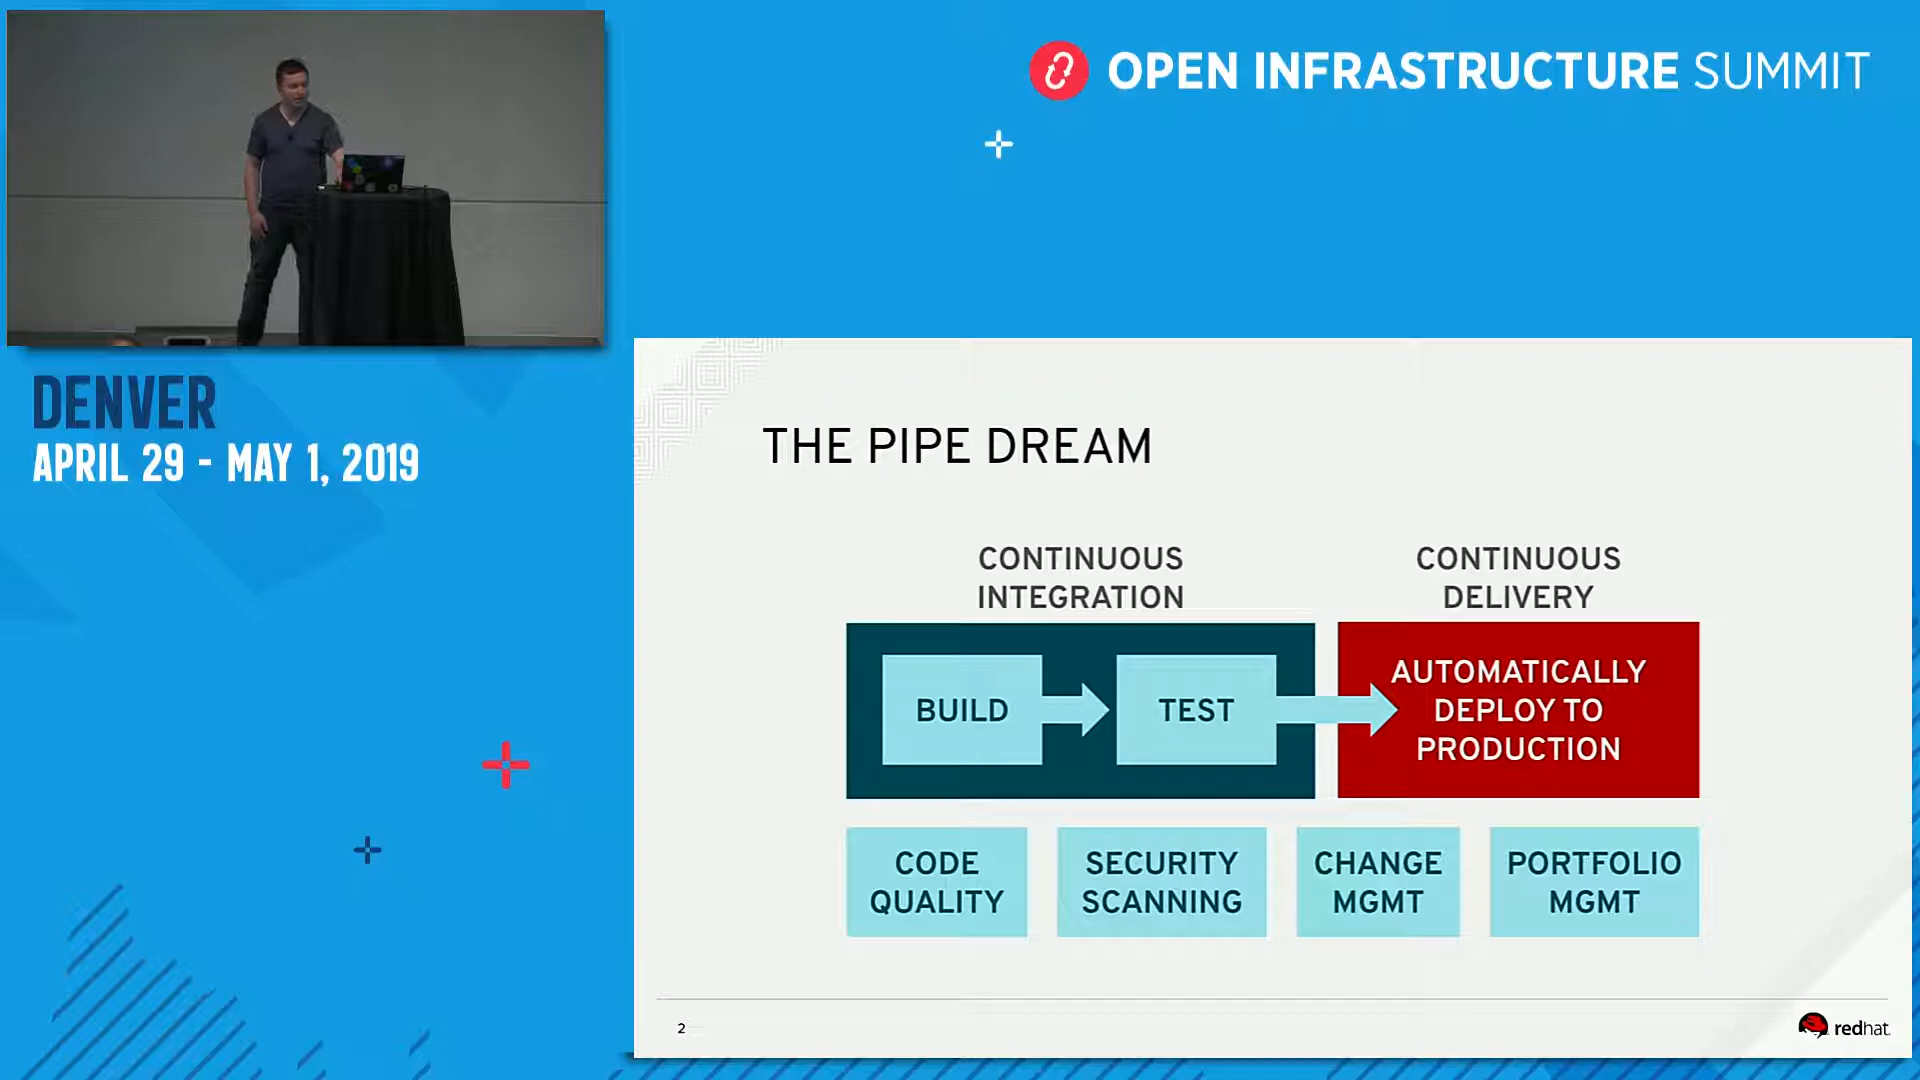 OPEN INFRASTRUCTURE SUMMIT
DENVER
APRIL 29 - MAY 1, 2019
THE PIPE DREAM
CONTINUOUS
INTEGRATION
CONTINUOUS
DELIVERY
BUILD
TEST
AUTOMATICALLY
DEPLOY TO
PRODUCTION
CODE
QUALITY
SECURITY
SCANNING
CHANGE
MGMT
PORTFOLIO
MGMT
2
redhat.